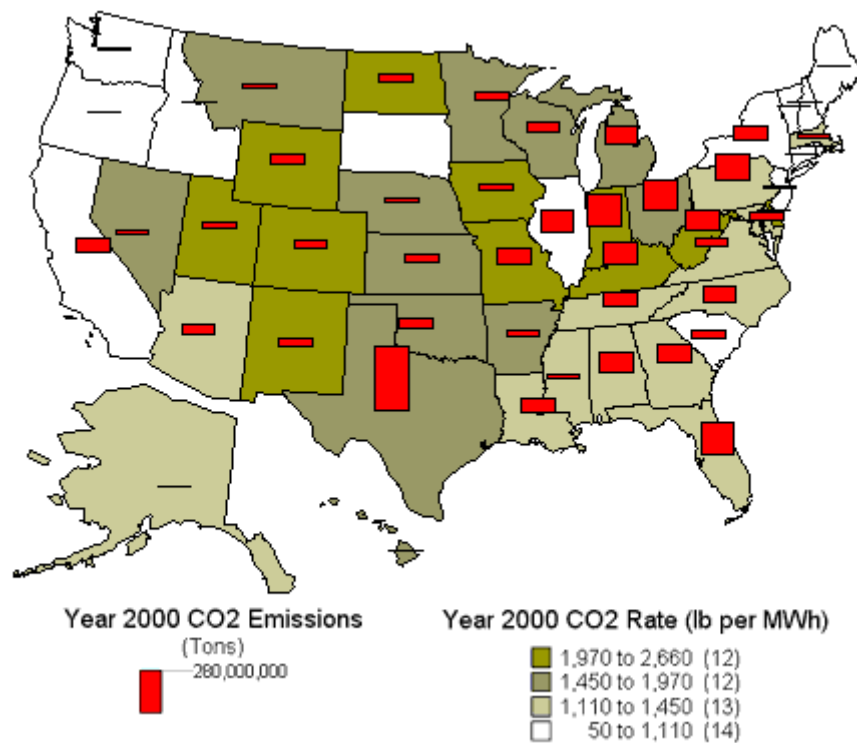 Year 2000 CO2 Emissions
(Tons)
280,000,000
Year 2000 CO2 Rate (lb per MWh)
1,970 to 2,660 (12)
1,450 to 1,970 (12)
1,110 to 1,450 (13)
50 to 1,110 (14)